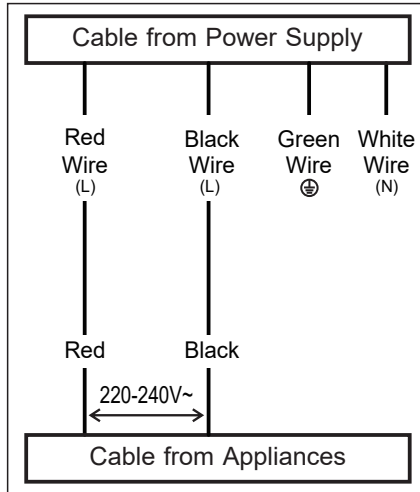 Cable from Power Supply
Red Wire (L)
Black Wire (L)
Green Wire
White Wire (N)
Red
Black
220-240V~
Cable from Appliances